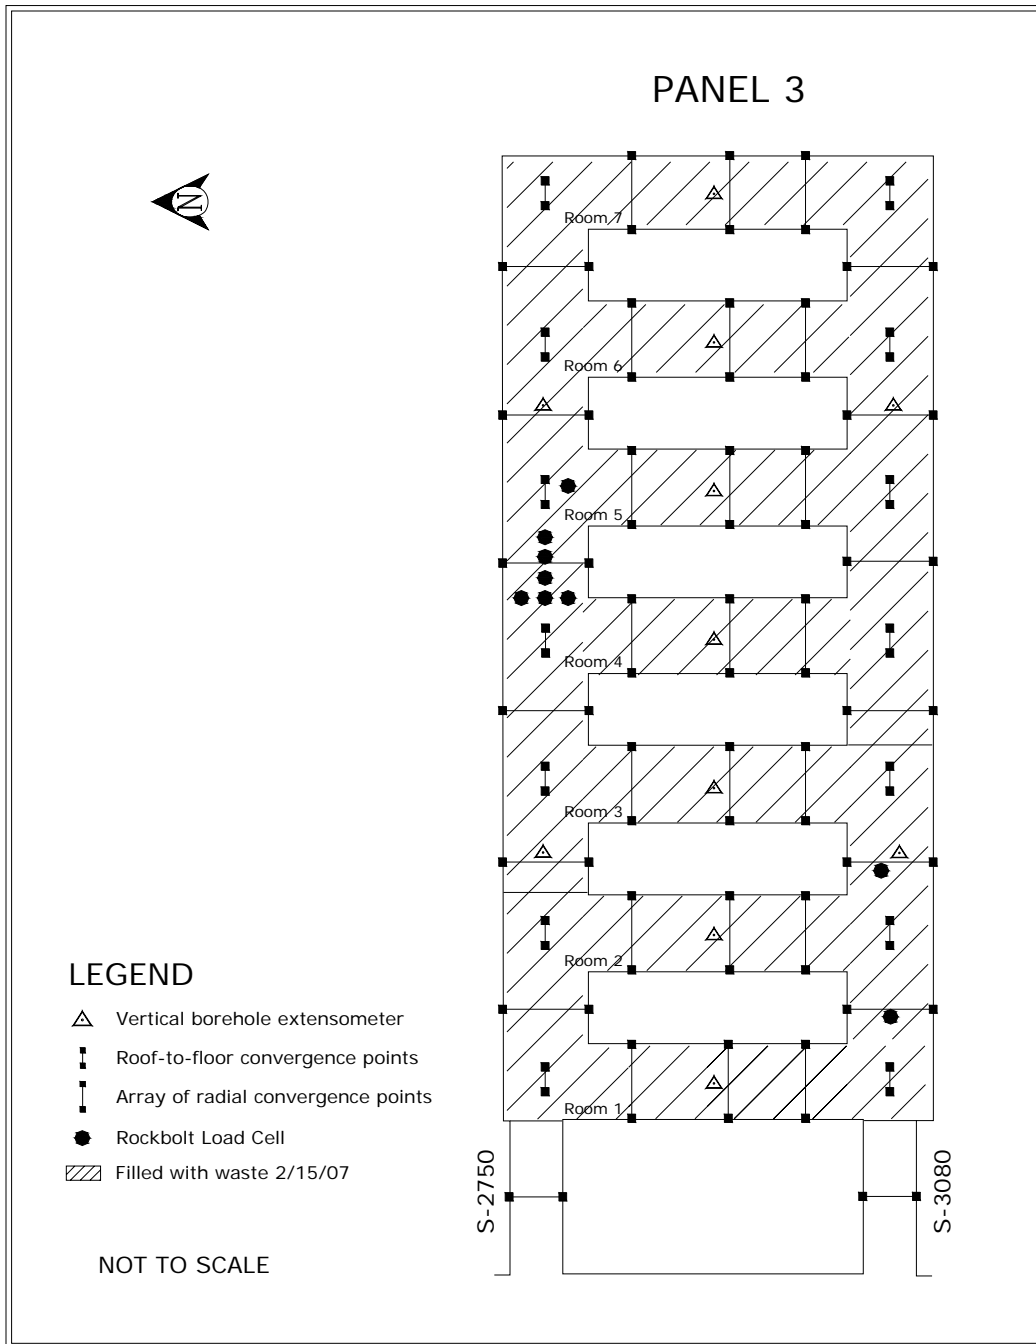 PANEL 3
N
Room 7
Room 6
Room 5
Room 4
Room 3
Room 2
Room 1
LEGEND
Vertical borehole extensometer
Roof-to-floor convergence points
Array of radial convergence points
Rockbolt Load Cell
Filled with waste 2/15/07
S-2750
S-3080
NOT TO SCALE